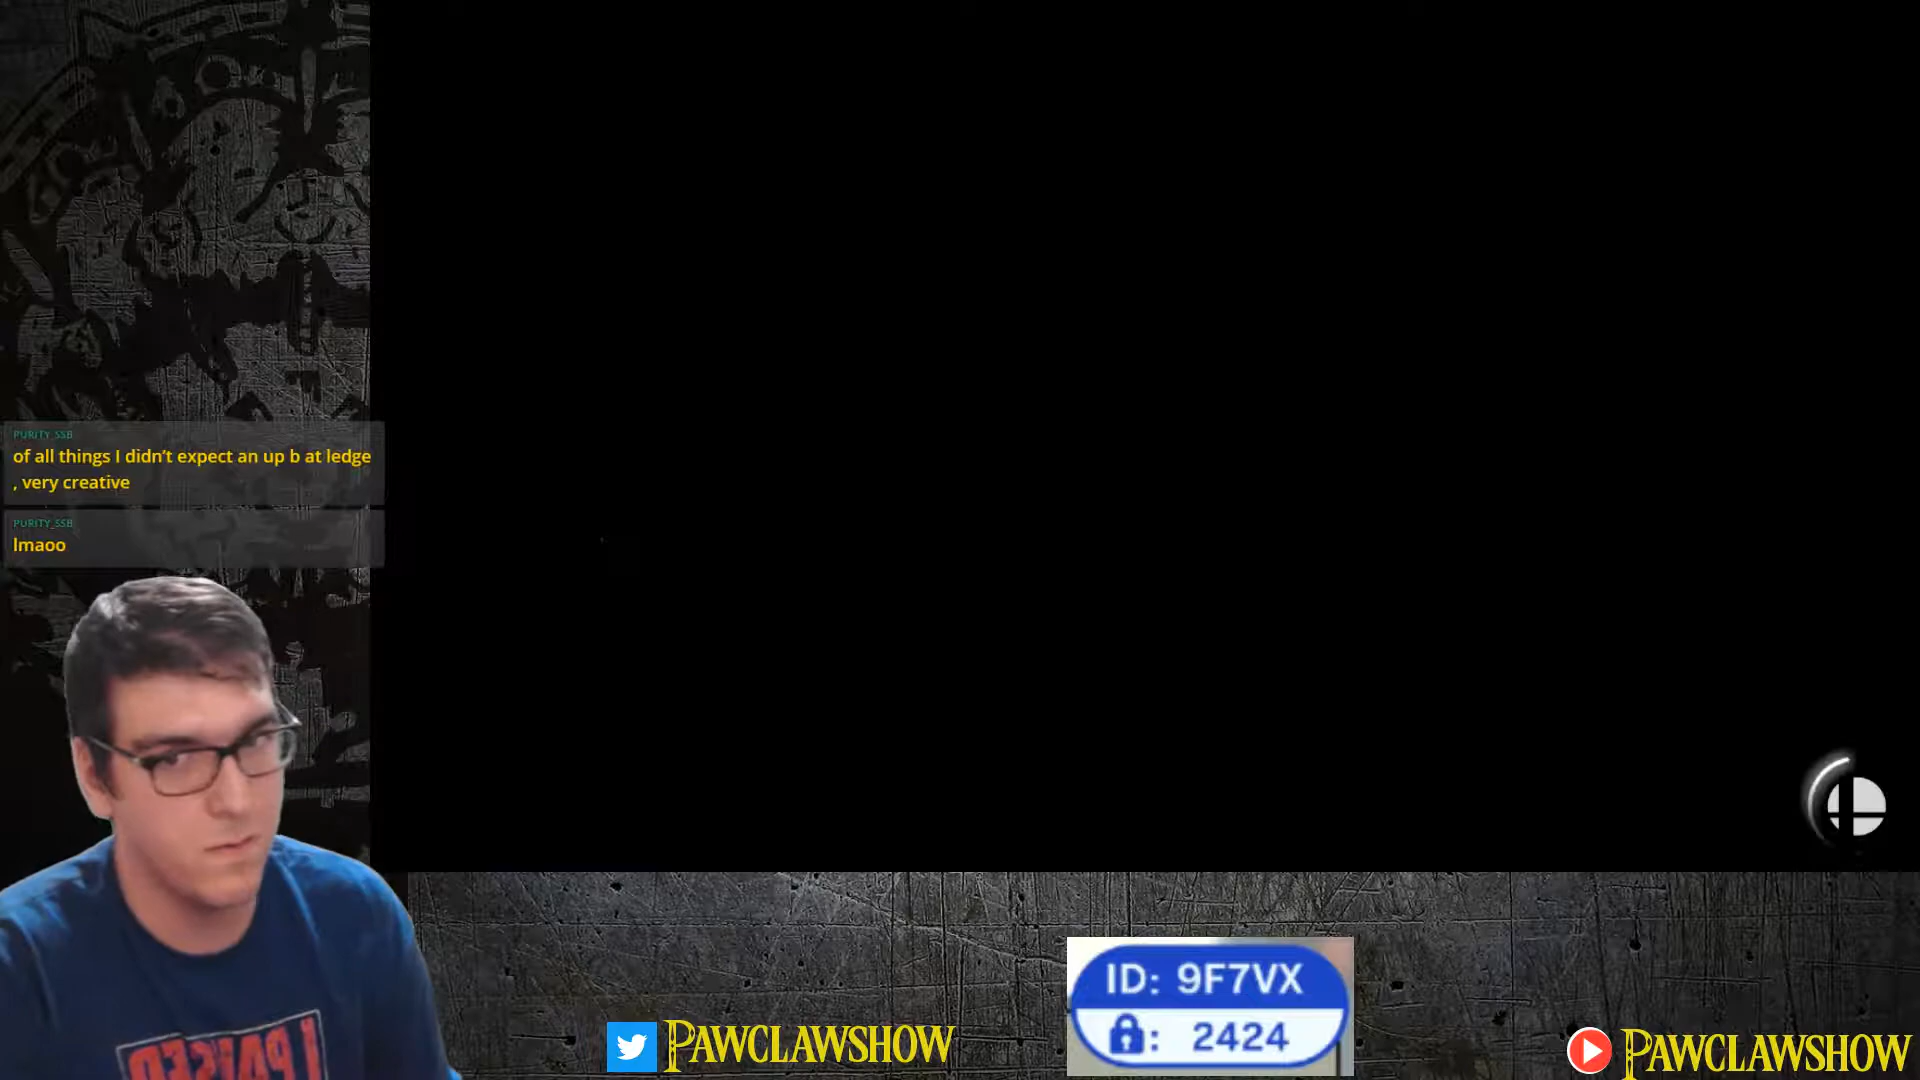 PURITY_SSB
of all things I didn't expect an up b at ledge
, very creative
PURITY_SSB
lmaoo
I PAUSED
ID: 9F7VX
: 2424
PAWCLAWSHOW
PAWCLAWSHOW